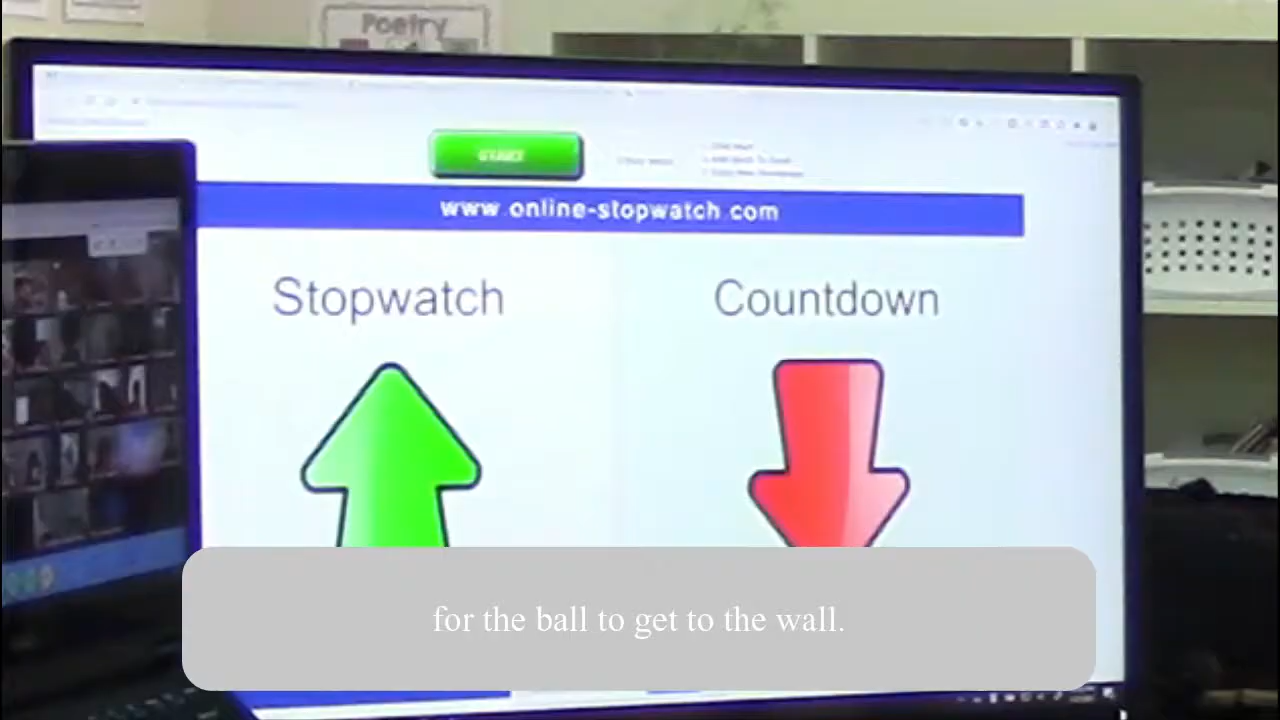 Poetry
START
www.online-stopwatch.com
Stopwatch
Countdown
for the ball to get to the wall.